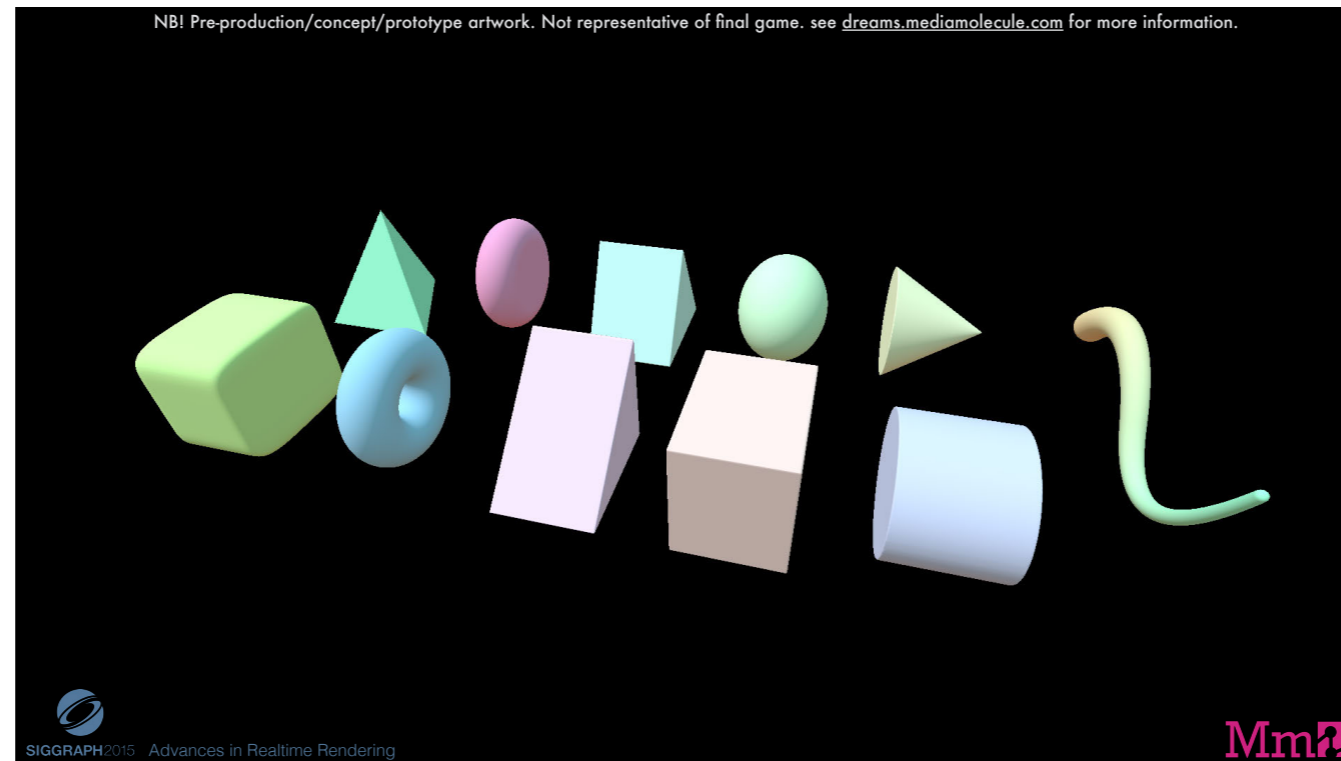 NB! Pre-production/concept/prototype artwork. Not representative of final game. see dreams.mediamolecule.com for more information.
SIGGRAPH2015 Advances in Realtime Rendering
Mm